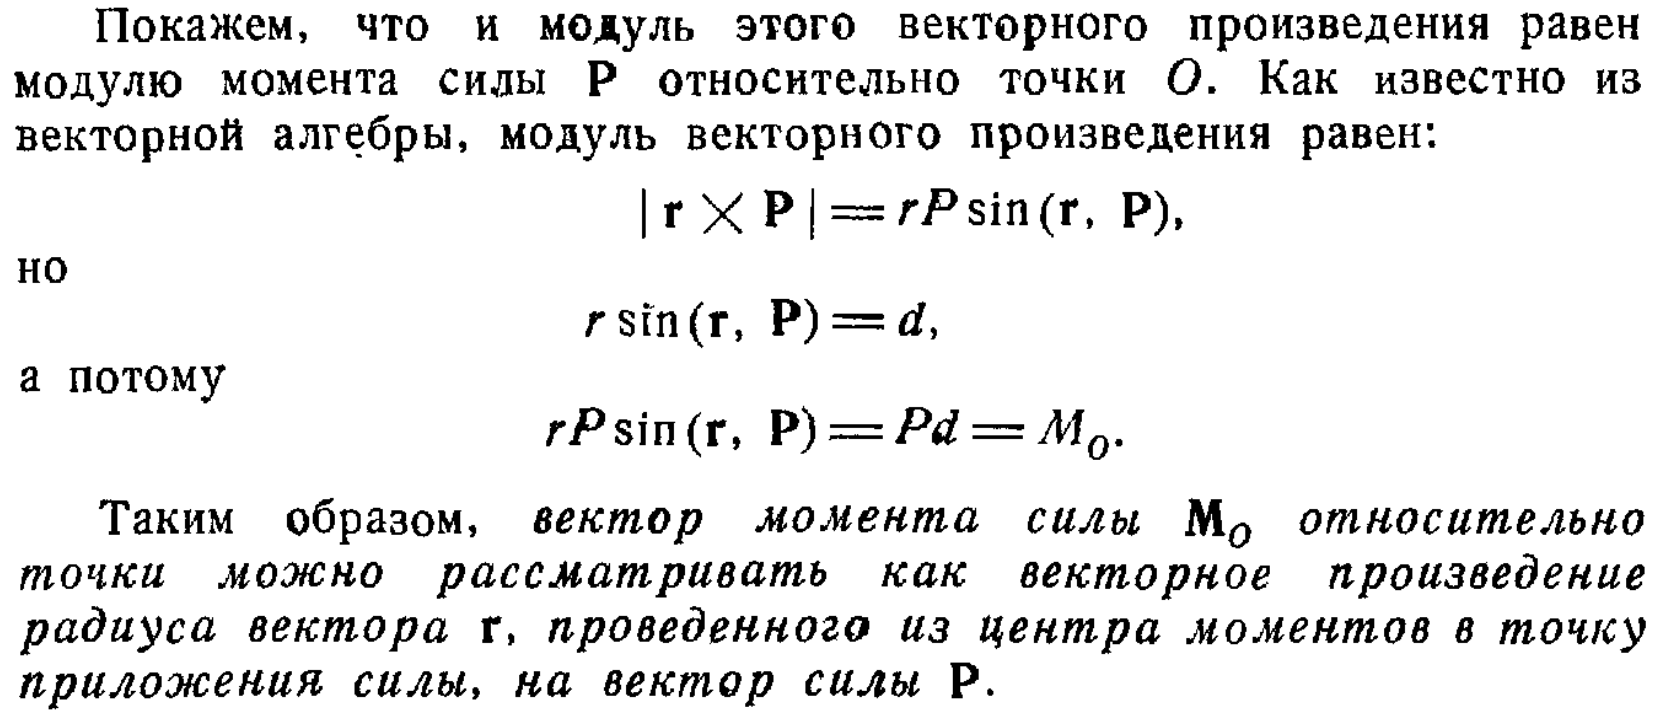 Покажем, что и модуль этого векторного произведения равен
модулю момента силы P относительно точки O. Как известно из
векторной алгебры, модуль векторного произведения равен:
| r × P | = rP sin (r, P),
но
r sin (r, P) = d,
а потому
rP sin (r, P) = Pd = M_O.
Таким образом, вектор момента силы M_O относительно
точки можно рассматривать как векторное произведение
радиуса вектора r, проведенного из центра моментов в точку
приложения силы, на вектор силы P.